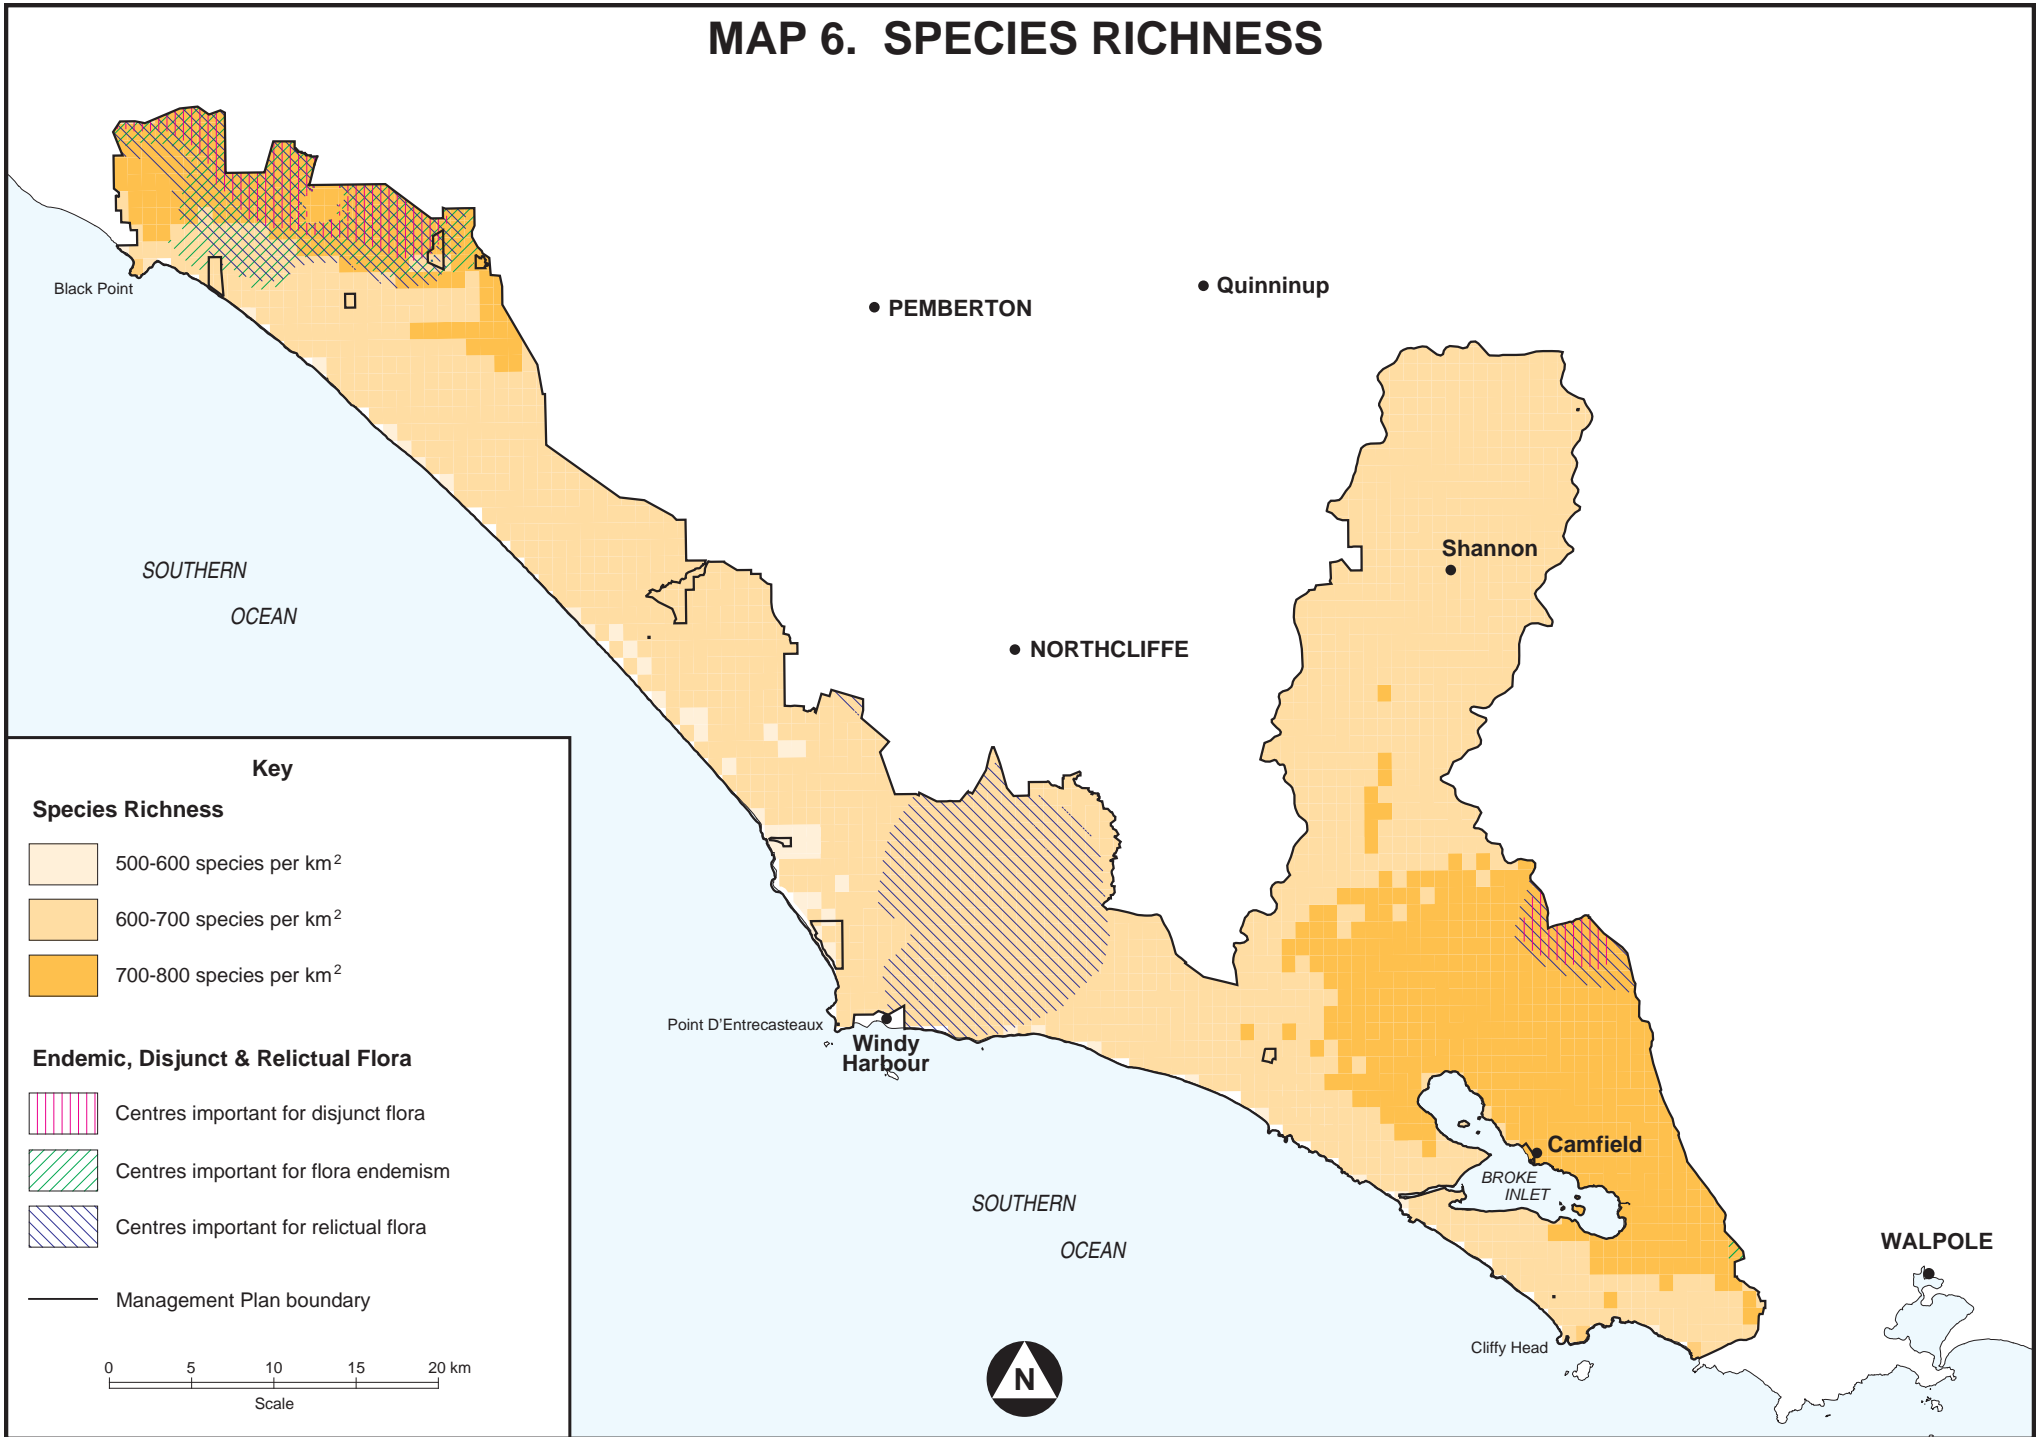 MAP 6. SPECIES RICHNESS
Black Point
PEMBERTON
Quinninup
Shannon
SOUTHERN
OCEAN
NORTHCLIFFE
Point D'Entrecasteaux
Windy
Harbour
Camfield
BROKE
INLET
SOUTHERN
OCEAN
WALPOLE
Cliffy Head
N
Key
Species Richness
500-600 species per km²
600-700 species per km²
700-800 species per km²
Endemic, Disjunct & Relictual Flora
Centres important for disjunct flora
Centres important for flora endemism
Centres important for relictual flora
Management Plan boundary
0 5 10 15 20 km
Scale